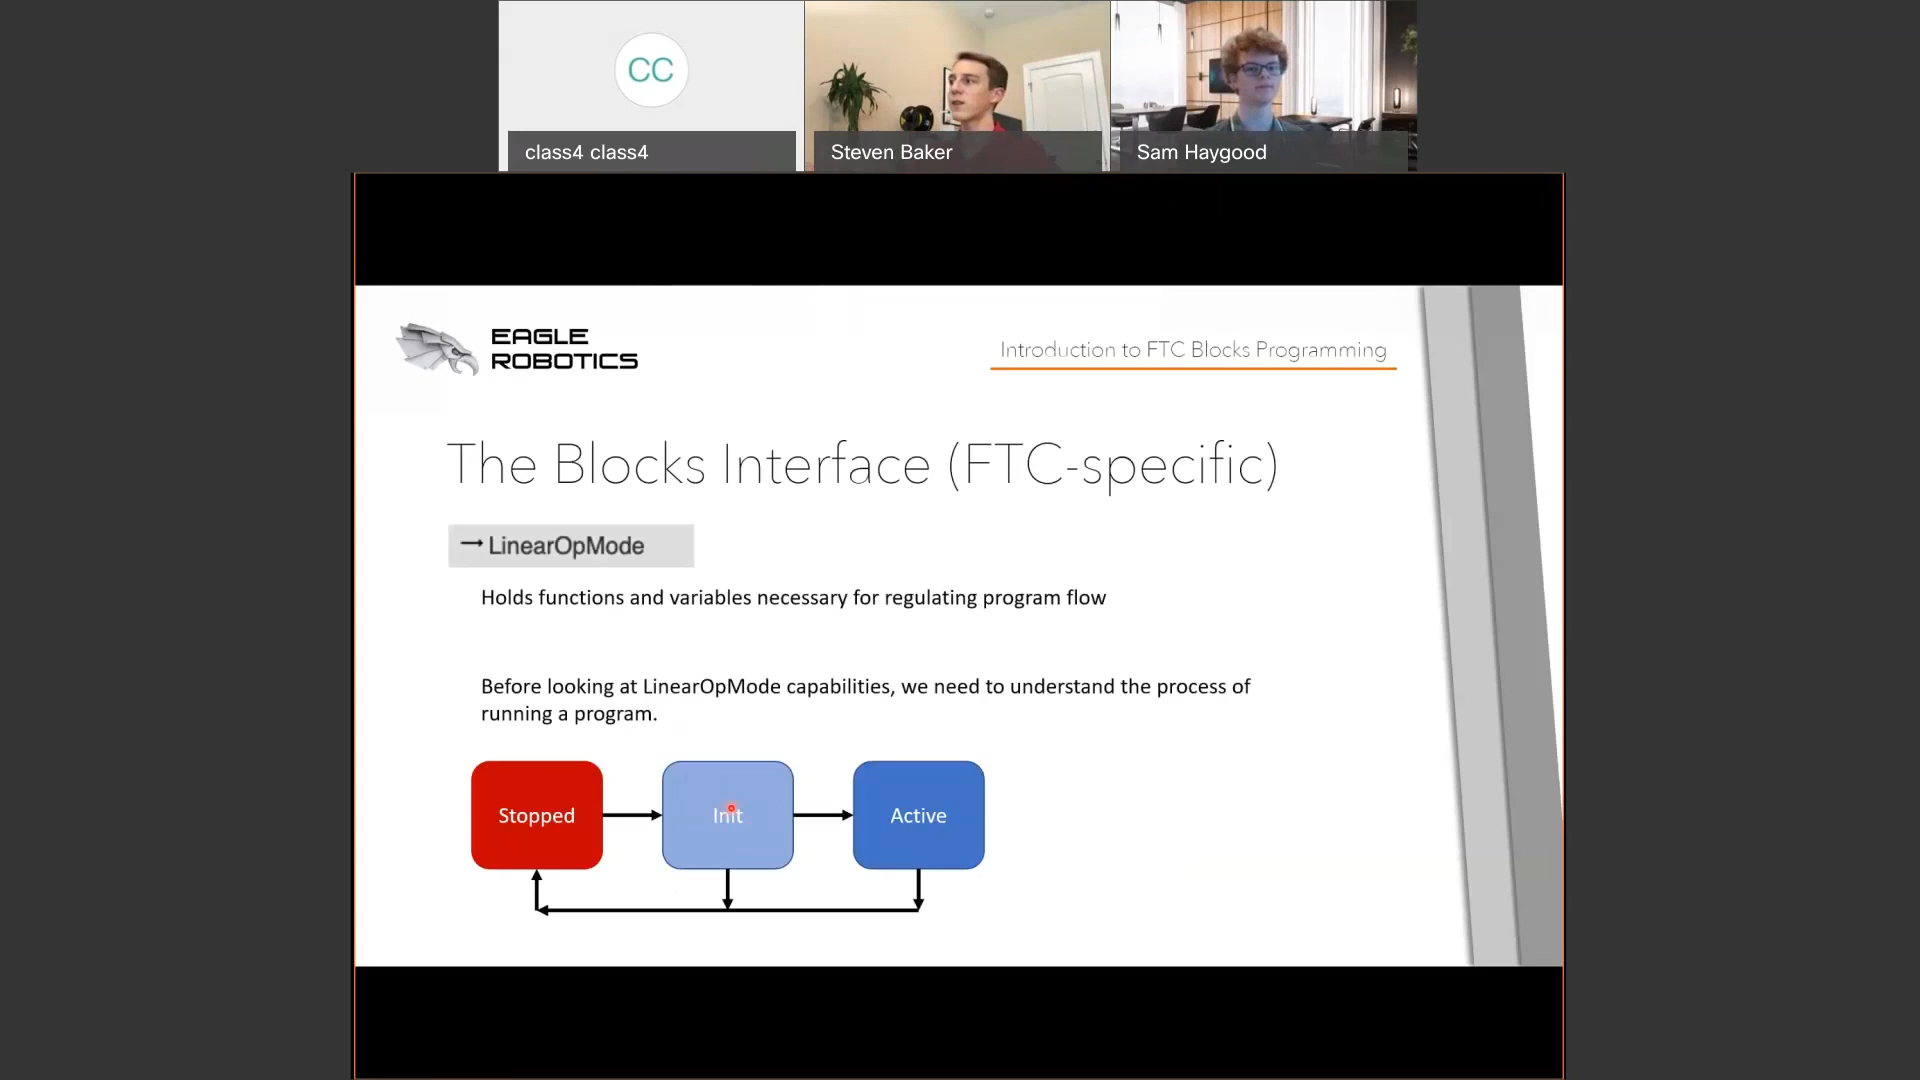 CC
class4 class4
Steven Baker
Sam Haygood
EAGLE
ROBOTICS
Introduction to FTC Blocks Programming
The Blocks Interface (FTC-specific)
LinearOpMode
Holds functions and variables necessary for regulating program flow
Before looking at LinearOpMode capabilities, we need to understand the process of
running a program.
Stopped
Init
Active